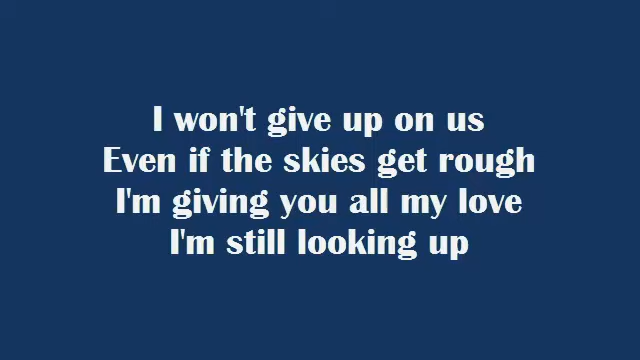 I won't give up on us
Even if the skies get rough
I'm giving you all my love
I'm still looking up